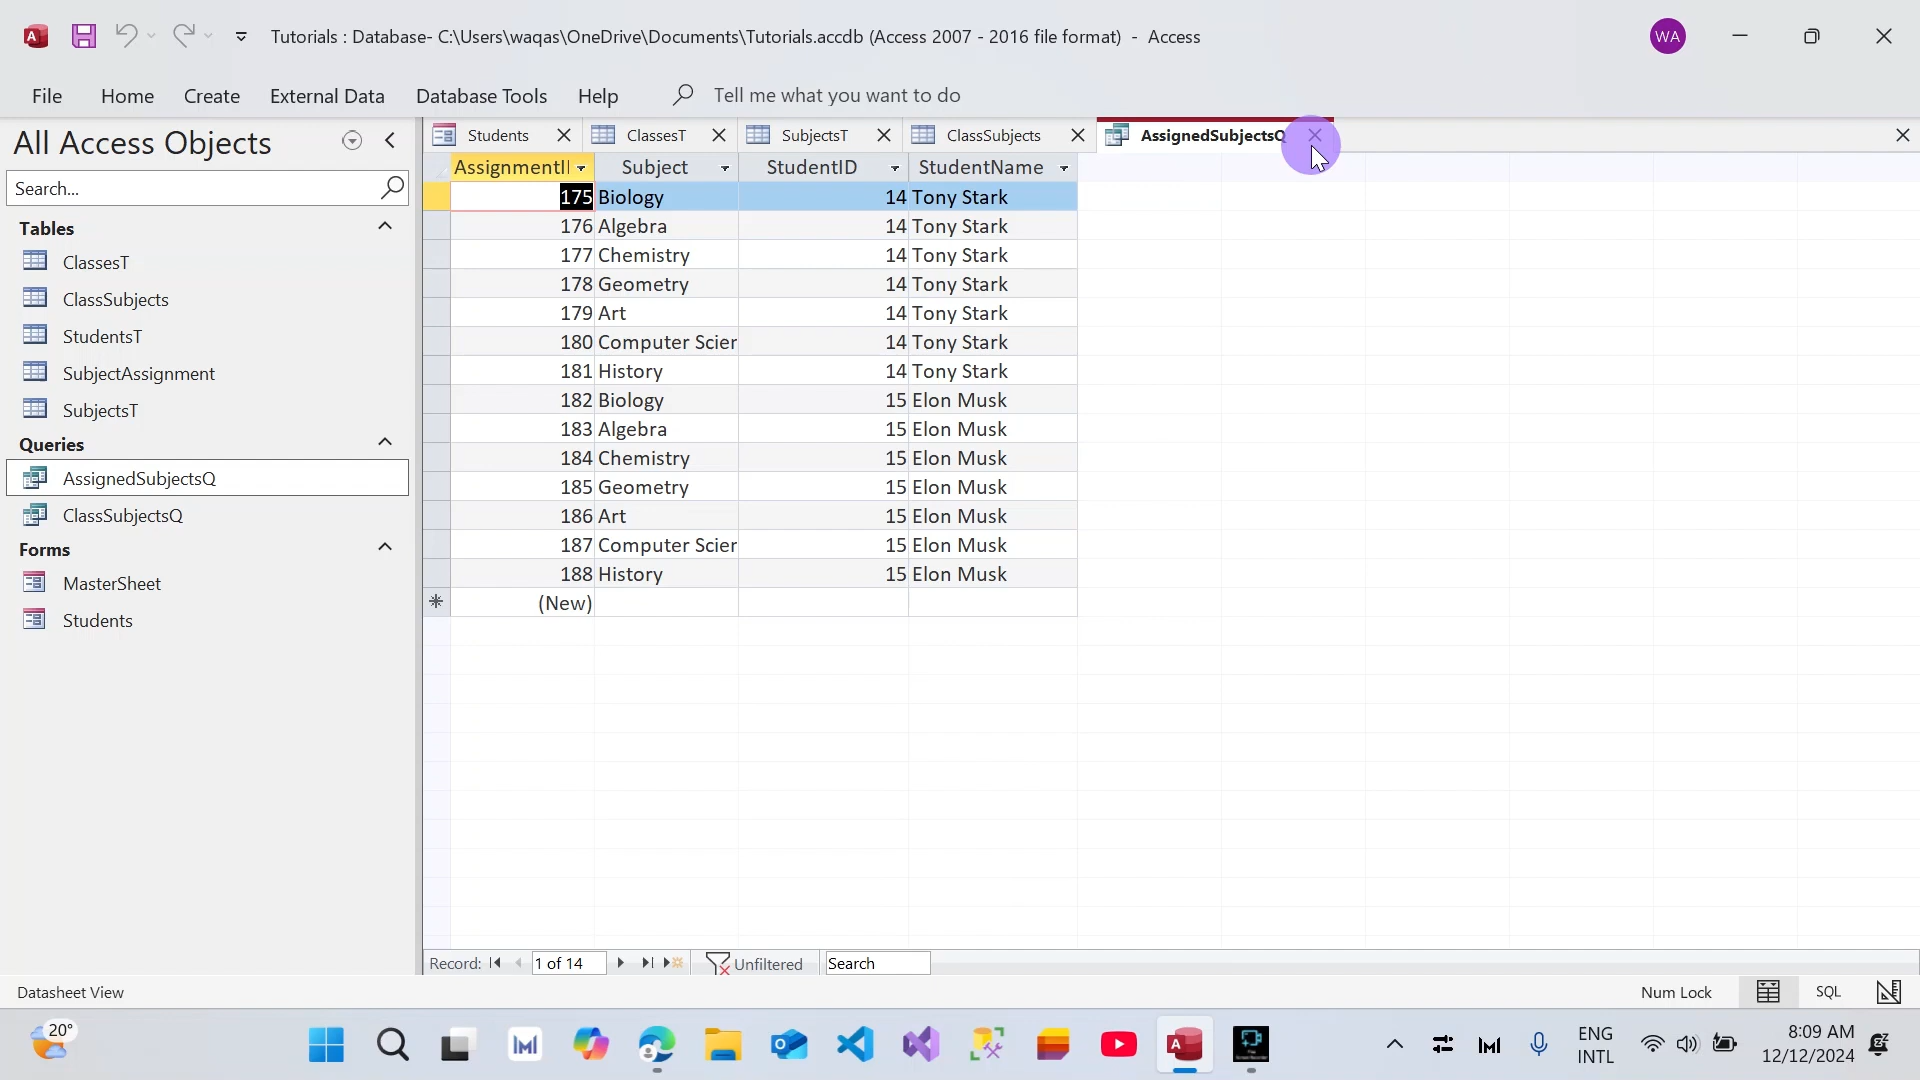 Tutorials : Database- C:\Users\waqas\OneDrive\Documents\Tutorials.accdb (Access 2007 - 2016 file format) - Access
WA
File Home Create External Data Database Tools Help Tell me what you want to do
All Access Objects
Search...
Tables
ClassesT
ClassSubjects
StudentsT
SubjectAssignment
SubjectsT
Queries
AssignedSubjectsQ
ClassSubjectsQ
Forms
MasterSheet
Students
Students ClassesT SubjectsT ClassSubjects AssignedSubjectsQ
AssignmentI Subject StudentID StudentName
175 Biology 14 Tony Stark
176 Algebra 14 Tony Stark
177 Chemistry 14 Tony Stark
178 Geometry 14 Tony Stark
179 Art 14 Tony Stark
180 Computer Scier 14 Tony Stark
181 History 14 Tony Stark
182 Biology 15 Elon Musk
183 Algebra 15 Elon Musk
184 Chemistry 15 Elon Musk
185 Geometry 15 Elon Musk
186 Art 15 Elon Musk
187 Computer Scier 15 Elon Musk
188 History 15 Elon Musk
(New)
Record: 1 of 14 Unfiltered Search
Datasheet View Num Lock SQL
20° ENG 8:09 AM
INTL 12/12/2024